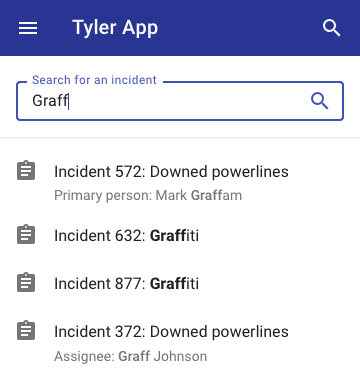 Tyler App
Search for an incident
Graff
Incident 572: Downed powerlines
Primary person: Mark Graffam
Incident 632: Graffiti
Incident 877: Graffiti
Incident 372: Downed powerlines
Assignee: Graff Johnson